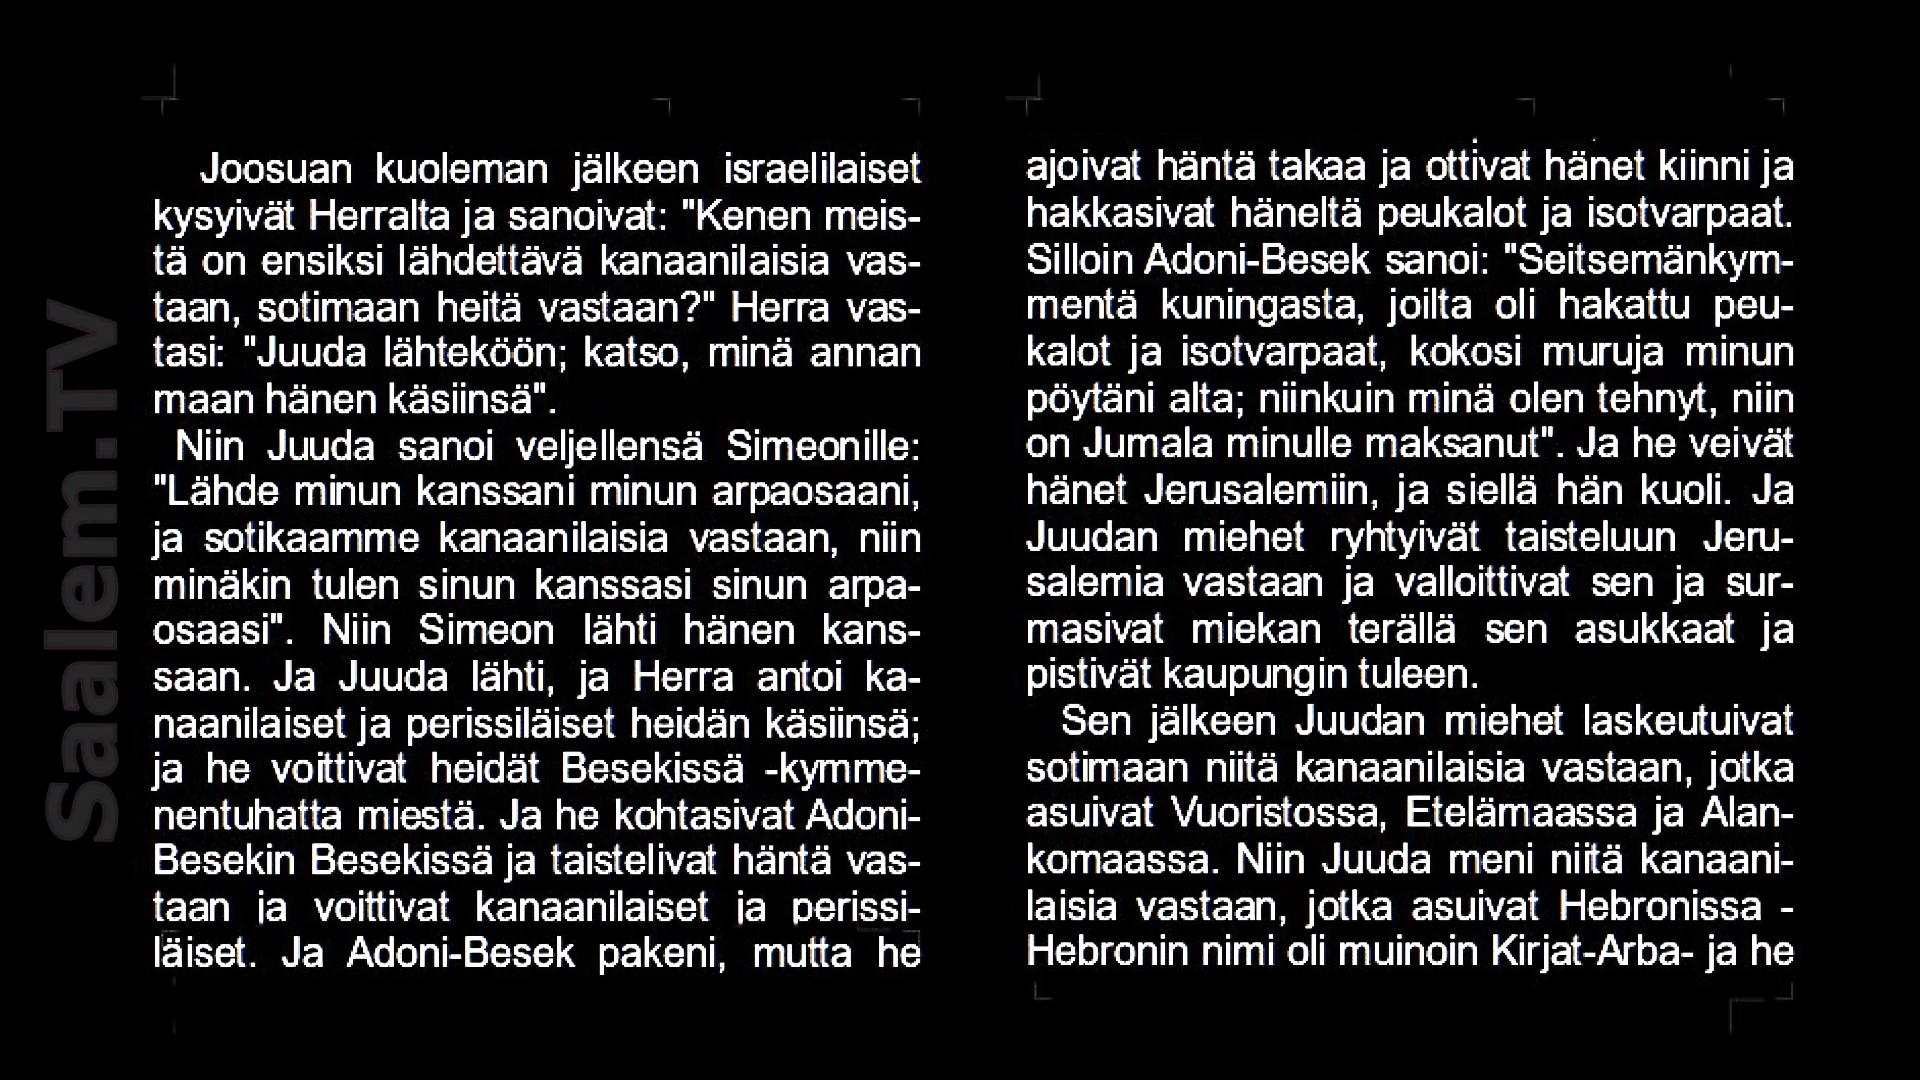 Saalem.TV
Joosuan kuoleman jälkeen israelilaiset
kysyivät Herralta ja sanoivat: "Kenen meis-
tä on ensiksi lähdettävä kanaanilaisia vas-
taan, sotimaan heitä vastaan?" Herra vas-
tasi: "Juuda lähteköön; katso, minä annan
maan hänen käsiinsä".
Niin Juuda sanoi veljellensä Simeonille:
"Lähde minun kanssani minun arpaosaani,
ja sotikaamme kanaanilaisia vastaan, niin
minäkin tulen sinun kanssasi sinun arpa-
osaasi". Niin Simeon lähti hänen kans-
saan. Ja Juuda lähti, ja Herra antoi ka-
naanilaiset ja perissiläiset heidän käsiinsä;
ja he voittivat heidät Besekissä -kymme-
nentuhatta miestä. Ja he kohtasivat Adoni-
Besekin Besekissä ja taistelivat häntä vas-
taan ja voittivat kanaanilaiset ja perissi-
läiset. Ja Adoni-Besek pakeni, mutta he
ajoivat häntä takaa ja ottivat hänet kiinni ja
hakkasivat häneltä peukalot ja isotvarpaat.
Silloin Adoni-Besek sanoi: "Seitsemänkym-
mentä kuningasta, joilta oli hakattu peu-
kalot ja isotvarpaat, kokosi muruja minun
pöytäni alta; niinkuin minä olen tehnyt, niin
on Jumala minulle maksanut". Ja he veivät
hänet Jerusalemiin, ja siellä hän kuoli. Ja
Juudan miehet ryhtyivät taisteluun Jeru-
salemia vastaan ja valloittivat sen ja sur-
masivat miekan terällä sen asukkaat ja
pistivät kaupungin tuleen.
Sen jälkeen Juudan miehet laskeutuivat
sotimaan niitä kanaanilaisia vastaan, jotka
asuivat Vuoristossa, Etelämaassa ja Alan-
komaassa. Niin Juuda meni niitä kanaani-
laisia vastaan, jotka asuivat Hebronissa -
Hebronin nimi oli muinoin Kirjat-Arba- ja he